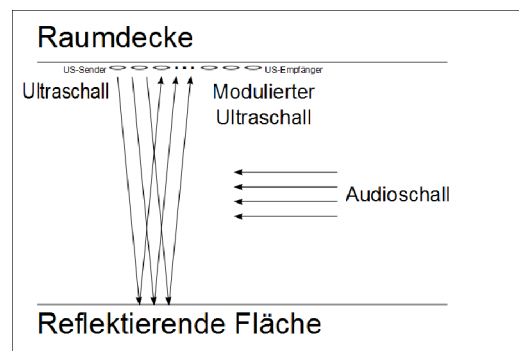 Raumdecke
US-Sender
US-Empfänger
Ultraschall
Modulierter
Ultraschall
Audioschall
Reflektierende Fläche